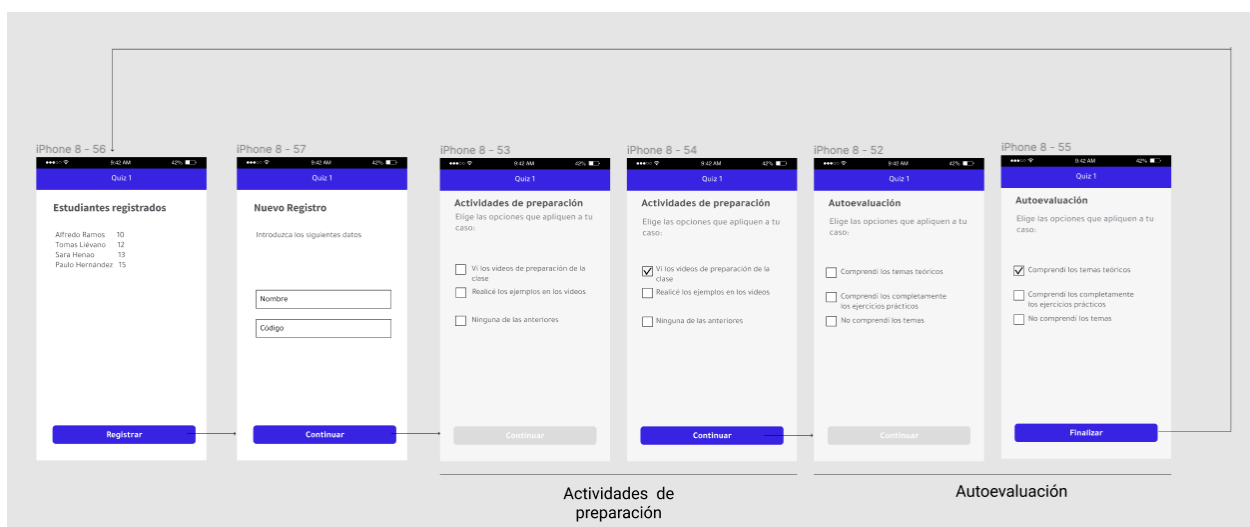 iPhone 8 – 56
9:42 AM
42%
Quiz 1
Estudiantes registrados
Alfredo Ramos 10
Tomas Liévano 12
Sara Henao 13
Paulo Hernández 15
Registrar
iPhone 8 – 57
9:42 AM
42%
Quiz 1
Nuevo Registro
Introduzca los siguientes datos
Nombre
Código
Continuar
iPhone 8 – 53
9:42 AM
42%
Quiz 1
Actividades de preparación
Elige las opciones que apliquen a tu
caso:
Vi los videos de preparación de la
clase
Realicé los ejemplos en los videos
Ninguna de las anteriores
Continuar
iPhone 8 – 54
9:42 AM
42%
Quiz 1
Actividades de preparación
Elige las opciones que apliquen a tu
caso:
Vi los videos de preparación de la
clase
Realicé los ejemplos en los videos
Ninguna de las anteriores
Continuar
iPhone 8 – 52
9:42 AM
42%
Quiz 1
Autoevaluación
Elige las opciones que apliquen a tu
caso:
Comprendí los temas teóricos
Comprendí los completamente
los ejercicios prácticos
No comprendí los temas
Continuar
iPhone 8 – 55
9:42 AM
42%
Quiz 1
Autoevaluación
Elige las opciones que apliquen a tu
caso:
Comprendí los temas teóricos
Comprendí los completamente
los ejercicios prácticos
No comprendí los temas
Finalizar
Actividades de
preparación
Autoevaluación